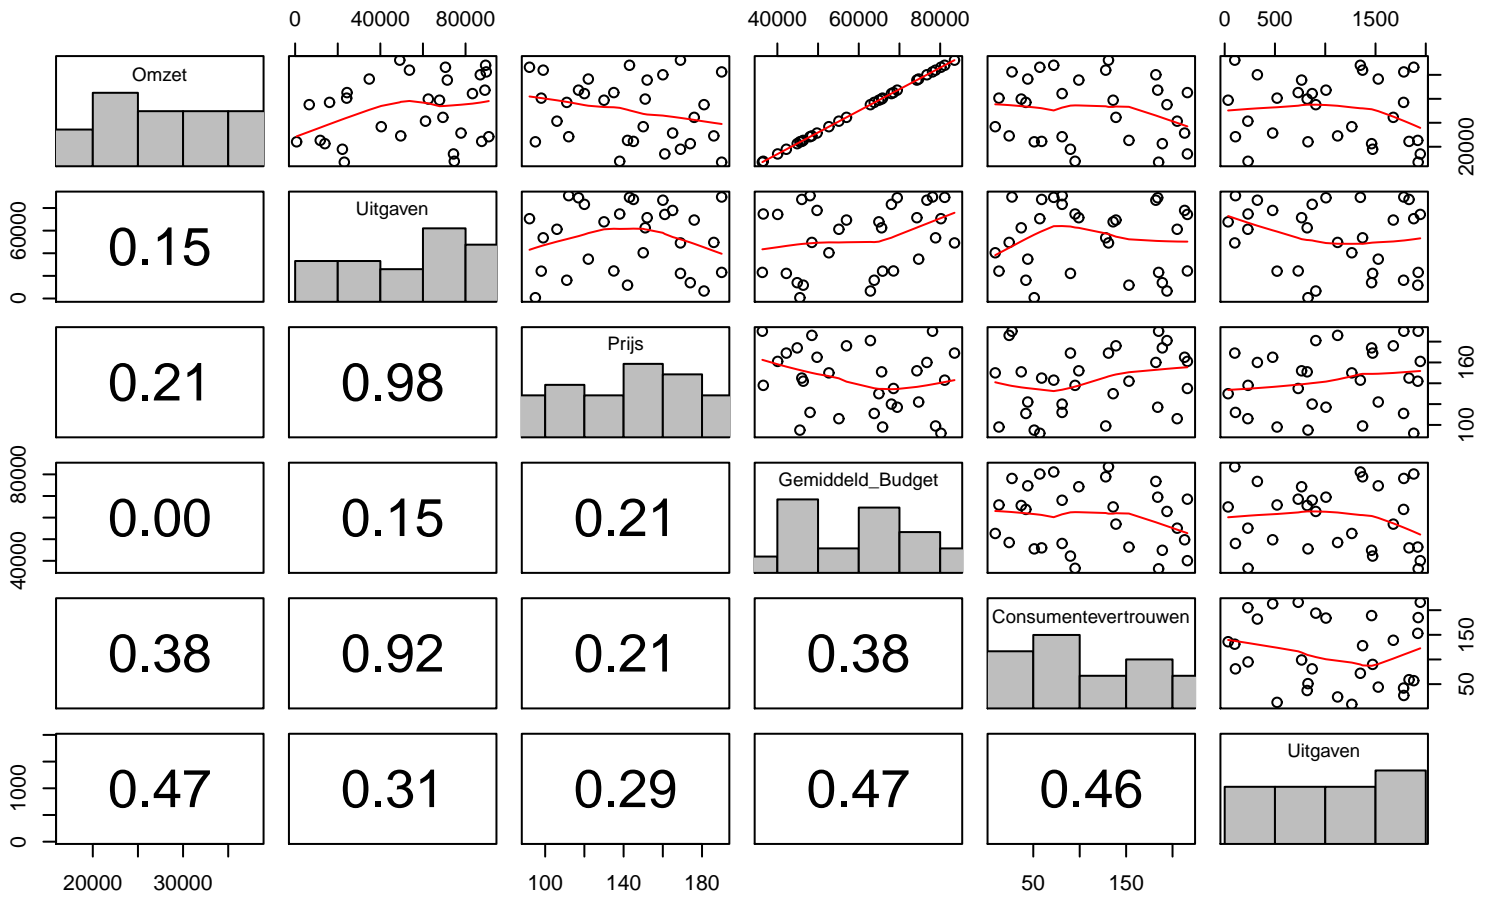 0 40000 80000 40000 60000 80000 0 500 1500
Omzet 20000
0 60000 0.15 Uitgaven
0.21 0.98 Prijs 100 160
40000 80000 0.00 0.15 0.21 Gemiddeld_Budget
0.38 0.92 0.21 0.38 Consumentevertrouwen 50 150
0 1000 0.47 0.31 0.29 0.47 0.46 Uitgaven
20000 30000 100 140 180 50 150